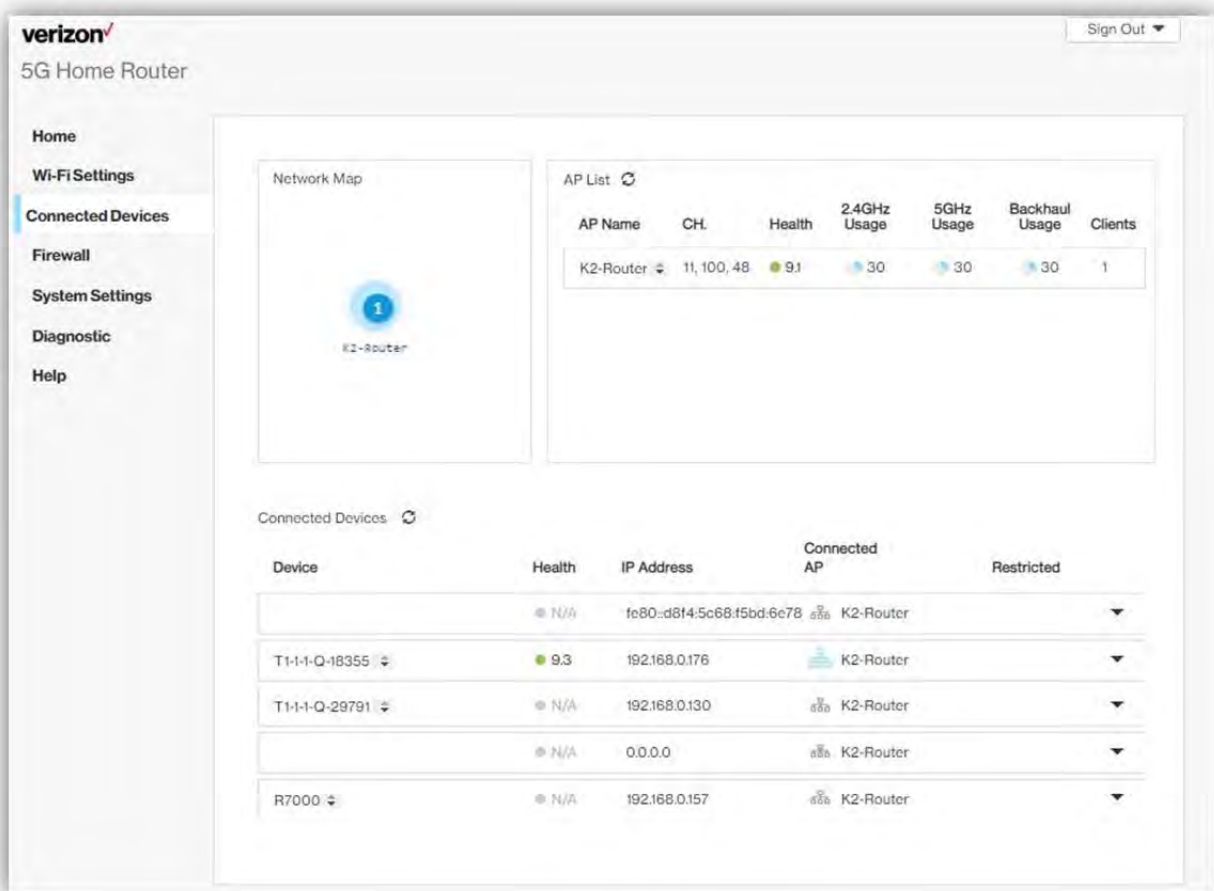 verizon✓
Sign Out
5G Home Router
Home
Wi-Fi Settings
Connected Devices
Firewall
System Settings
Diagnostic
Help
Network Map
1
K2-Router
AP List
AP Name CH. Health 2.4GHz Usage 5GHz Usage Backhaul Usage Clients
K2-Router 11, 100, 48 9.1 30 30 30 1
Connected Devices
Device Health IP Address Connected AP Restricted
N/A fe80::d8f4:5c68:f5bd:6e78 K2-Router
T1-1-1-Q-18355 9.3 192.168.0.176 K2-Router
T1-1-1-Q-29791 N/A 192.168.0.130 K2-Router
N/A 0.0.0.0 K2-Router
R7000 N/A 192.168.0.157 K2-Router